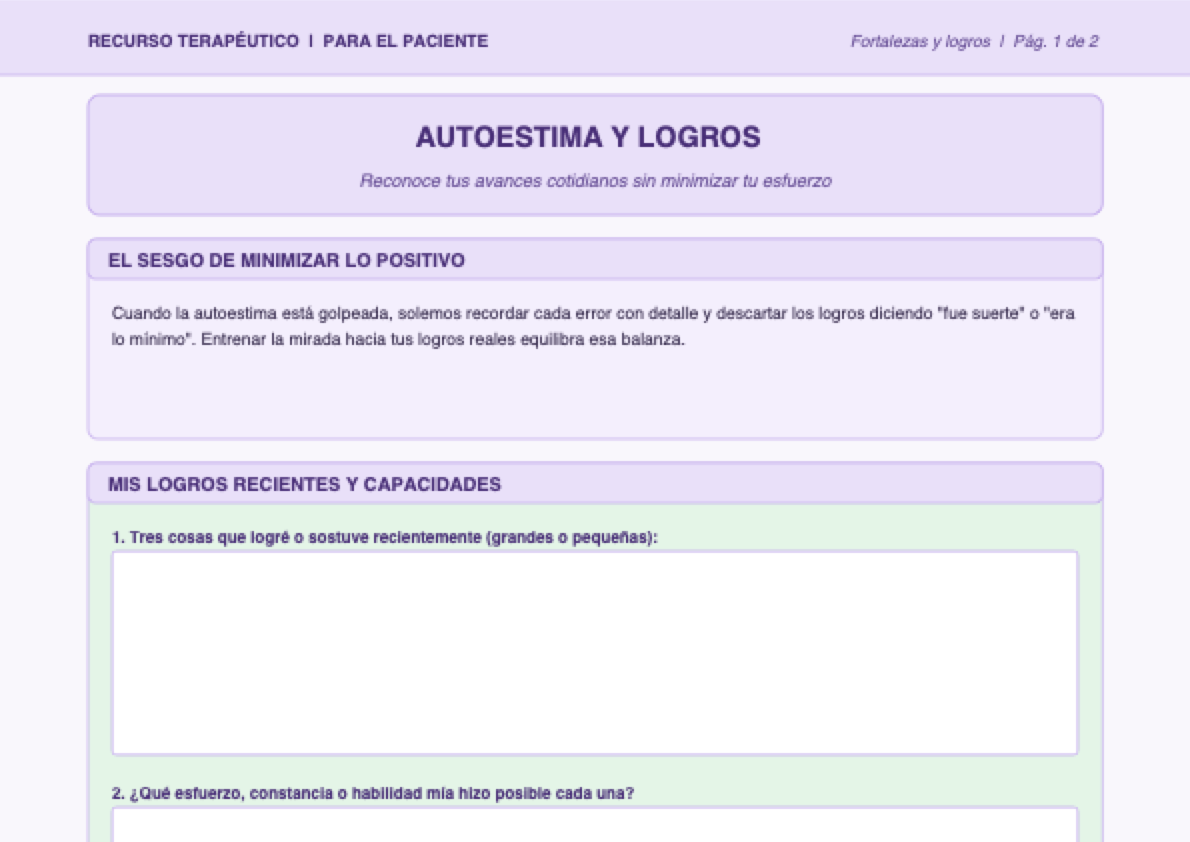 RECURSO TERAPÉUTICO | PARA EL PACIENTE
Fortalezas y logros | Pág. 1 de 2
AUTOESTIMA Y LOGROS
Reconoce tus avances cotidianos sin minimizar tu esfuerzo
EL SESGO DE MINIMIZAR LO POSITIVO
Cuando la autoestima está golpeada, solemos recordar cada error con detalle y descartar los logros diciendo "fue suerte" o "era
lo mínimo". Entrenar la mirada hacia tus logros reales equilibra esa balanza.
MIS LOGROS RECIENTES Y CAPACIDADES
1. Tres cosas que logré o sostuve recientemente (grandes o pequeñas):
2. ¿Qué esfuerzo, constancia o habilidad mía hizo posible cada una?